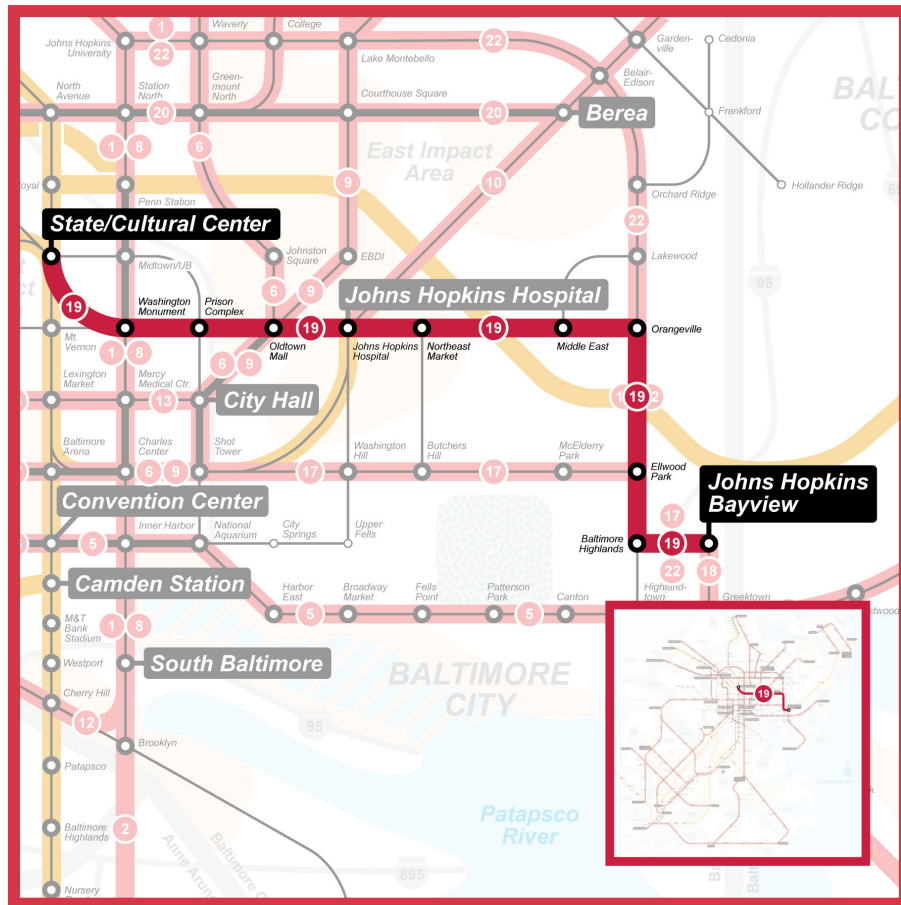 1
Waverly
College
Johns Hopkins
University
22
Lake Montebello
22
Garden-
ville
Cedonia
North
Avenue
Station
North
Green-
mount
North
Courthouse Square
Belair-
Edison
20
20
Berea
Frankford
1
8
6
East Impact
Area
9
10
Orchard Ridge
Hollander Ridge
Penn Station
State/Cultural Center
22
Midtown/UB
Johnston
Square
EBDI
Lakewood
95
19
Washington
Monument
Prison
Complex
6
9
Johns Hopkins Hospital
19
19
Mt.
Vernon
1
8
Oldtown
Mall
Johns Hopkins
Hospital
Northeast
Market
Middle East
Orangeville
6
9
Lexington
Market
Mercy
Medical Ctr.
13
City Hall
19
Baltimore
Arena
Charles
Center
Shot
Tower
Washington
Hill
Butchers
Hill
McElderry
Park
6
9
17
17
Ellwood
Park
Johns Hopkins
Bayview
Convention Center
17
Inner Harbor
National
Aquarium
City
Springs
Upper
Fells
Baltimore
Highlands
19
5
22
18
Camden Station
Harbor
East
Broadway
Market
Fells
Point
Patterson
Park
Canton
Highland-
town
Greektown
5
5
M&T
Bank
Stadium
1
8
Westport
South Baltimore
BALTIMORE
CITY
19
Cherry Hill
12
95
Brooklyn
Patapsco
Patapsco
River
Baltimore
Highlands
2
895
Nursery